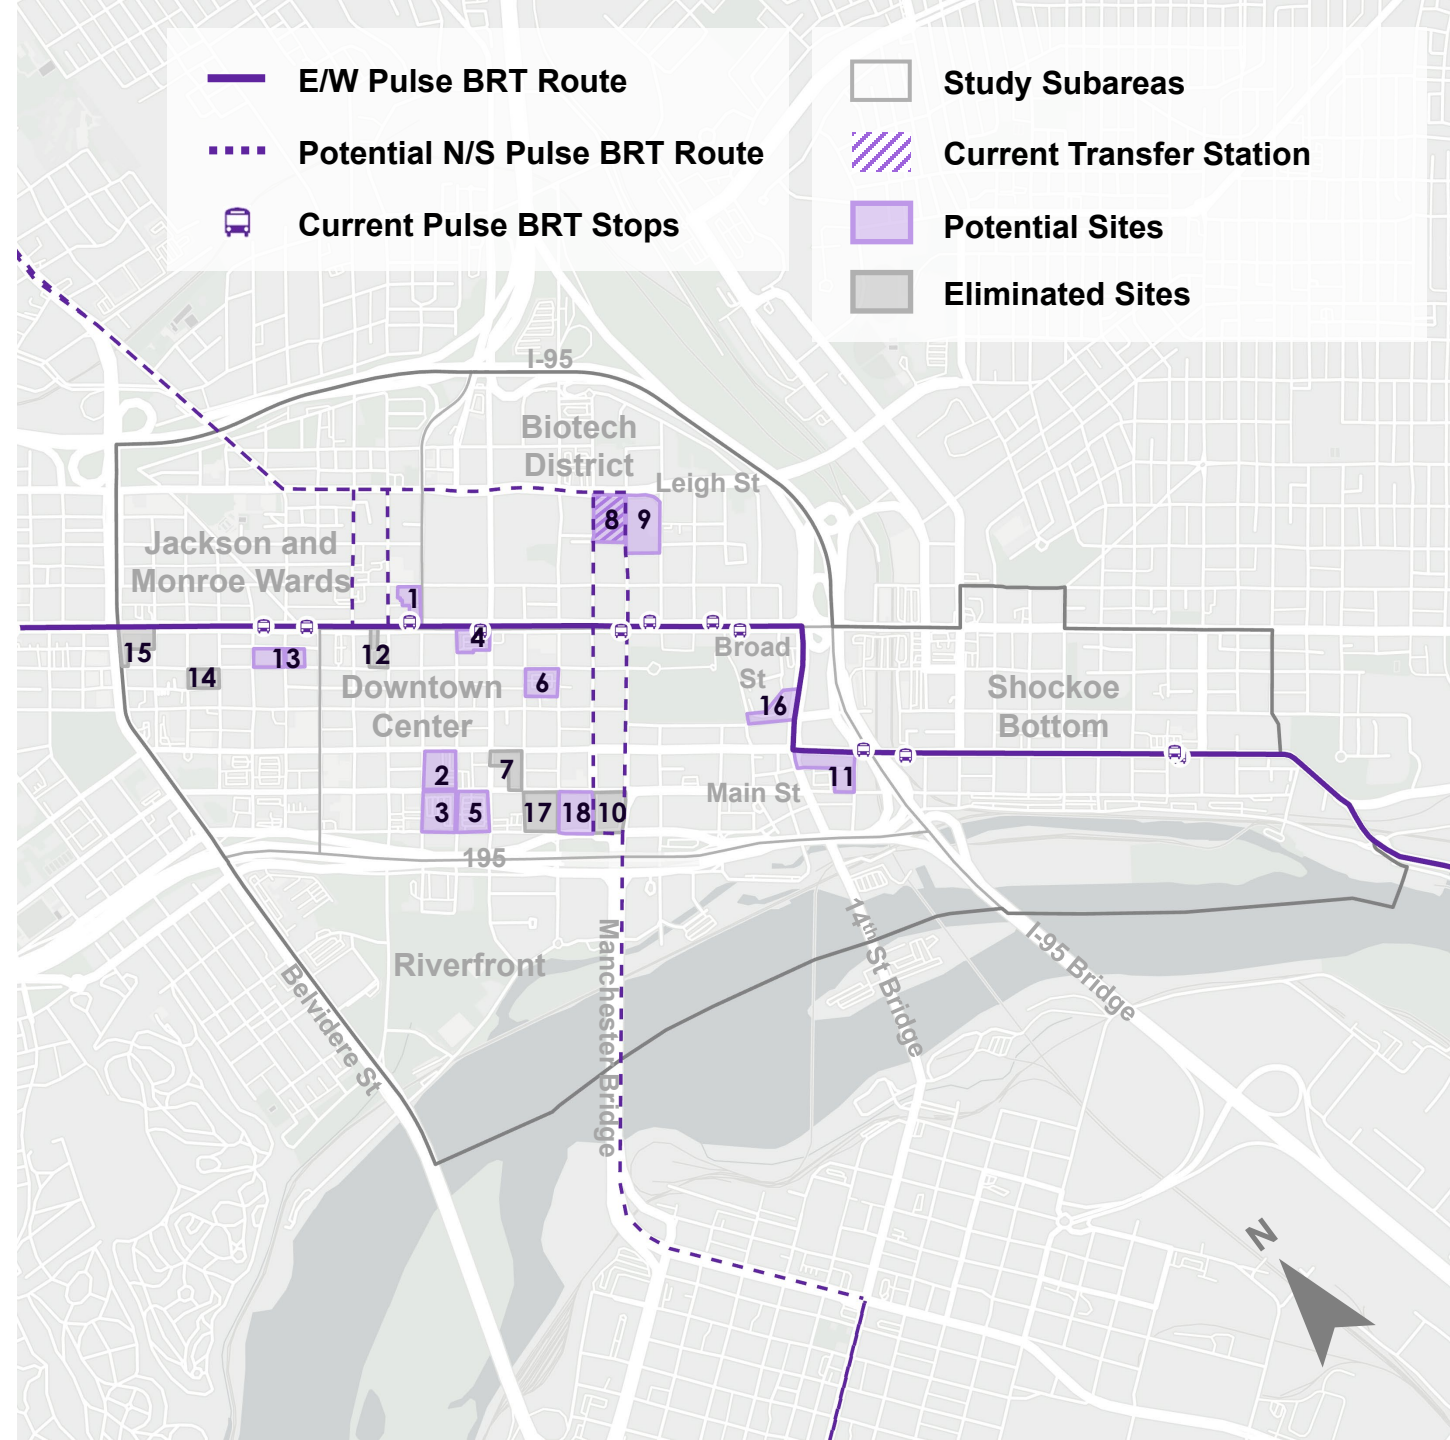 E/W Pulse BRT Route
Potential N/S Pulse BRT Route
Current Pulse BRT Stops
Study Subareas
Current Transfer Station
Potential Sites
Eliminated Sites
I-95
Biotech
District
Leigh St
8
9
Jackson and
Monroe Wards
1
15
14
13
12
4
6
Broad
St
16
Downtown
Center
Shockoe
Bottom
2
7
11
Main St
3
5
17
18
10
195
Riverfront
Belvidere St
Manchester Bridge
14th St Bridge
I-95 Bridge
N